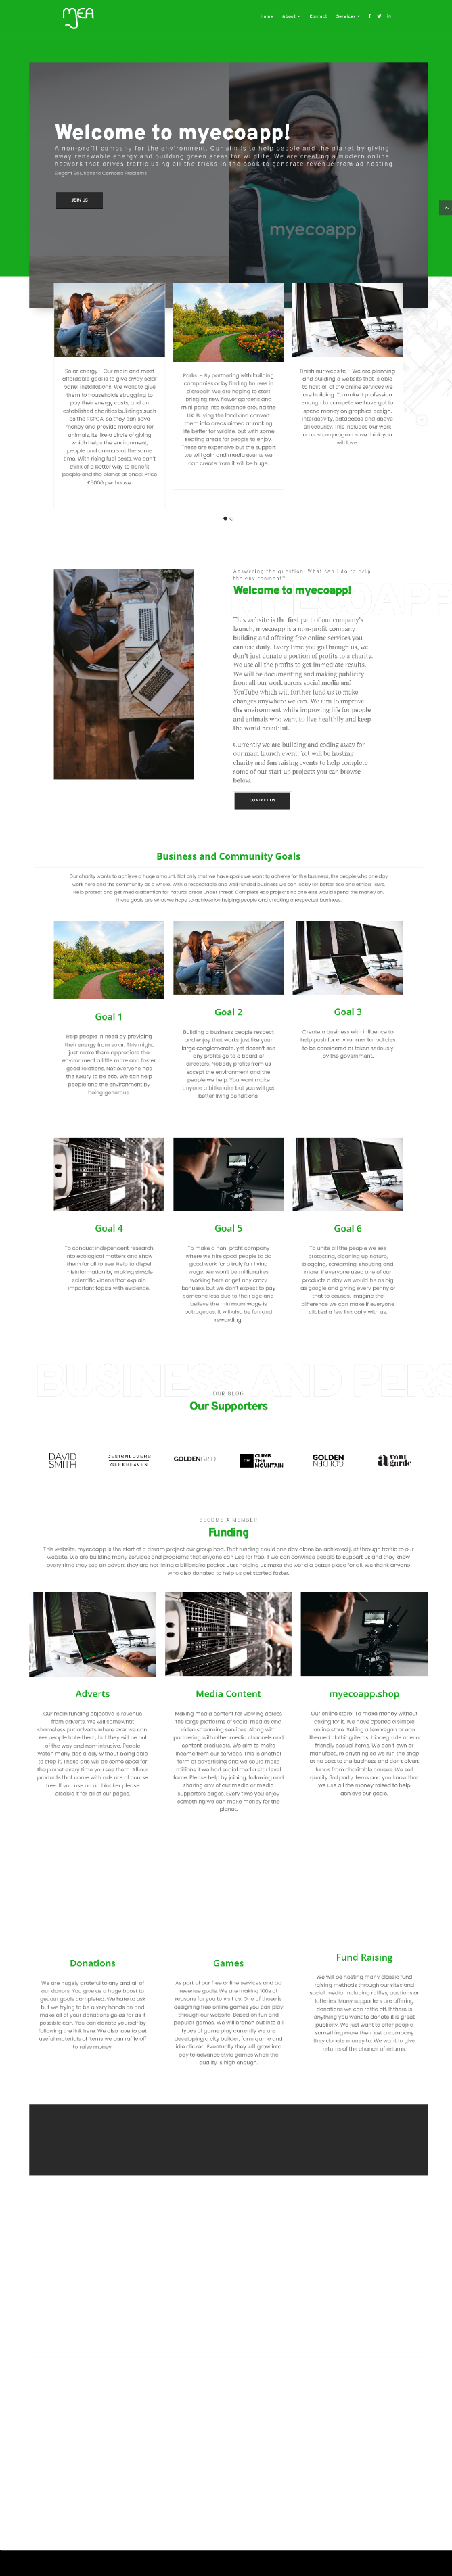 MEA
Home About Contact Services
Welcome to myecoapp!
A non-profit company for the environment. Our aim is to help people and the planet by giving
away renewable energy and building green areas for wildlife. We are creating a modern online
network that drives traffic using all the tricks in the book to generate revenue from ad hosting.
Elegant Solutions to Complex Problems
JOIN US
myecoapp
Solar energy - Our main and most
affordable goal is to give away solar
panel installations. We want to give
them to households struggling to
pay their energy costs, and an
established charities buildings such
as the RSPCA, so they can save
money and provide more care for
animals. Its like a circle of giving
which helps the environment,
people and animals at the same
time. With rising fuel costs, we can't
think of a better way to benefit
people and the planet at once! Price
£5000 per house.
Parks! - By partnering with building
companies or by finding houses in
disrepair. We are hoping to start
bringing new flower gardens and
mini parks into existence around the
UK. Buying the land and convert
them into areas aimed at making
life better for wildlife, but with some
seating areas for people to enjoy.
These are expensive but the support
we will gain and media events we
can create from it will be huge.
Finish our website - We are planning
and building a website that is able
to host all of the online services we
are building. To make it profession
enough to compete we have got to
spend money on graphics design,
interactivity, databases and above
all security. This includes our work
on custom programs we think you
will love.
Answering the question: What can I do to help
the environment?
Welcome to myecoapp!
This website is the first part of our company's
launch, myecoapp is a non-profit company
building and offering free online services you
can use daily. Every time you go through us, we
don't just donate a portion of profits to a charity.
We use all the profits to get immediate results.
We will be documenting and making publicity
from all our work across social media and
YouTube which will further fund us to make
changes anywhere we can. We aim to improve
the environment while improving life for people
and animals who want to live healthily and keep
the world beautiful.
Currently we are building and coding away for
our main launch event. Yet will be hosting
charity and fun raising events to help complete
some of our start up projects you can browse
below.
CONTACT US
Business and Community Goals
Our charity wants to achieve a huge amount. Not only that we have goals we want to achieve for the business, the people who one day
work here and the community as a whole. With a respectable and well funded business we can lobby for better eco and ethical laws.
Help protest and get media attention for natural areas under threat. Complete eco projects no one else would spend the money on.
These goals are what we hope to achieve by helping people and creating a respected business.
Goal 1
Help people in need by providing
their energy from solar. This might
just make them appreciate the
environment a little more and foster
good relations. Not everyone has
the luxury to be eco. We can help
people and the environment by
being generous.
Goal 2
Building a business people respect
and enjoy that works just like your
large conglomerate, yet doesn't see
any profits go to a board of
directors. Nobody profits from us
except the environment and the
people we help. You wont make
anyone a billionaire but you will get
better living conditions.
Goal 3
Create a business with influence to
help push for environmental policies
to be considered or taken seriously
by the government.
Goal 4
To conduct independent research
into ecological matters and show
them for all to see. Help to dispel
misinformation by making simple
scientific videos that explain
important topics with evidence.
Goal 5
To make a non-profit company
where we hire good people to do
good work for a truly fair living
wage. We won't be millionaires
working here or get any crazy
bonuses, but we don't expect to pay
someone less due to their age and
believe the minimum wage is
outrageous. It will also be fun and
rewarding.
Goal 6
To unite all the people we see
protesting, cleaning up nature,
blogging, screaming, shouting and
more. If everyone used one of our
products a day we would be as big
as google and giving every penny of
that to causes. Imagine the
difference we can make if everyone
clicked a few link daily with us.
BUSINESS AND PERS
OUR BLOG
Our Supporters
DAVID SMITH
DESIGNLOVERS GEEKHEAVEN
GOLDENGRID.
CLIMB THE MOUNTAIN
GOLDEN GOLDEN
avant garde
BECOME A MEMBER
Funding
This website, myecoapp is the start of a dream project our group had. That funding could one day alone be achieved just through traffic to our
website. We are building many services and programs that anyone can use for free. If we can convince people to support us and they know
every time they see an advert, they are not lining a billionaires pocket. Just helping us make the world a better place for all. We thank anyone
who also donated to help us get started faster.
Adverts
Our main funding objective is revenue
from adverts. We will somewhat
shameless put adverts where ever we can.
Yes people hate them, but they will be out
of the way and non-intrusive. People
watch many ads a day without being able
to stop it. These ads will do some good for
the planet every time you see them. All our
products that come with ads are of course
free. If you use an ad blocker please
disable it for all of our pages.
Media Content
Making media content for viewing across
the large platforms of social medias and
video streaming services. Along with
partnering with other media channels and
content producers. We aim to make
income from our services. This is another
form of advertising and we could make
millions if we had social media star level
fame. Please help by joining, following and
sharing any of our media or media
supporters pages. Every time you enjoy
something we can make money for the
planet.
myecoapp.shop
Our online store! To make money without
asking for it. We have opened a simple
online store. Selling a few vegan or eco
themed clothing items, biodegrade or eco
friendly casual items. We don't own or
manufacture anything so we run the shop
at no cost to the business and don't divert
funds from charitable causes. We sell
quality 3rd party items and you know that
we use all the money raised to help
achieve our goals.
Donations
We are hugely grateful to any and all of
our donors. You give us a huge boost to
get our goals completed. We hate to ask
but we trying to be a very hands on and
make all of your donations go as far as it
possible can. You can donate yourself by
following the link here. We also love to get
useful materials or items we can raffle off
to raise money.
Games
As part of our free online services and ad
revenue goals. We are making 100s of
reasons for you to visit us. One of those is
designing free online games you can play
through our website. Based on fun and
popular games. We will branch out into all
types of game play currently we are
developing a city builder, farm game and
idle clicker . Eventually they will grow into
pay to advance style games when the
quality is high enough.
Fund Raising
We will be hosting many classic fund
raising methods through our sites and
social media. Including raffles, auctions or
lotteries. Many supporters are offering
donations we can raffle off. It there is
anything you want to donate it is great
publicity. We just want to offer people
something more than just a company
they donate money to. We want to give
returns of the chance of returns.